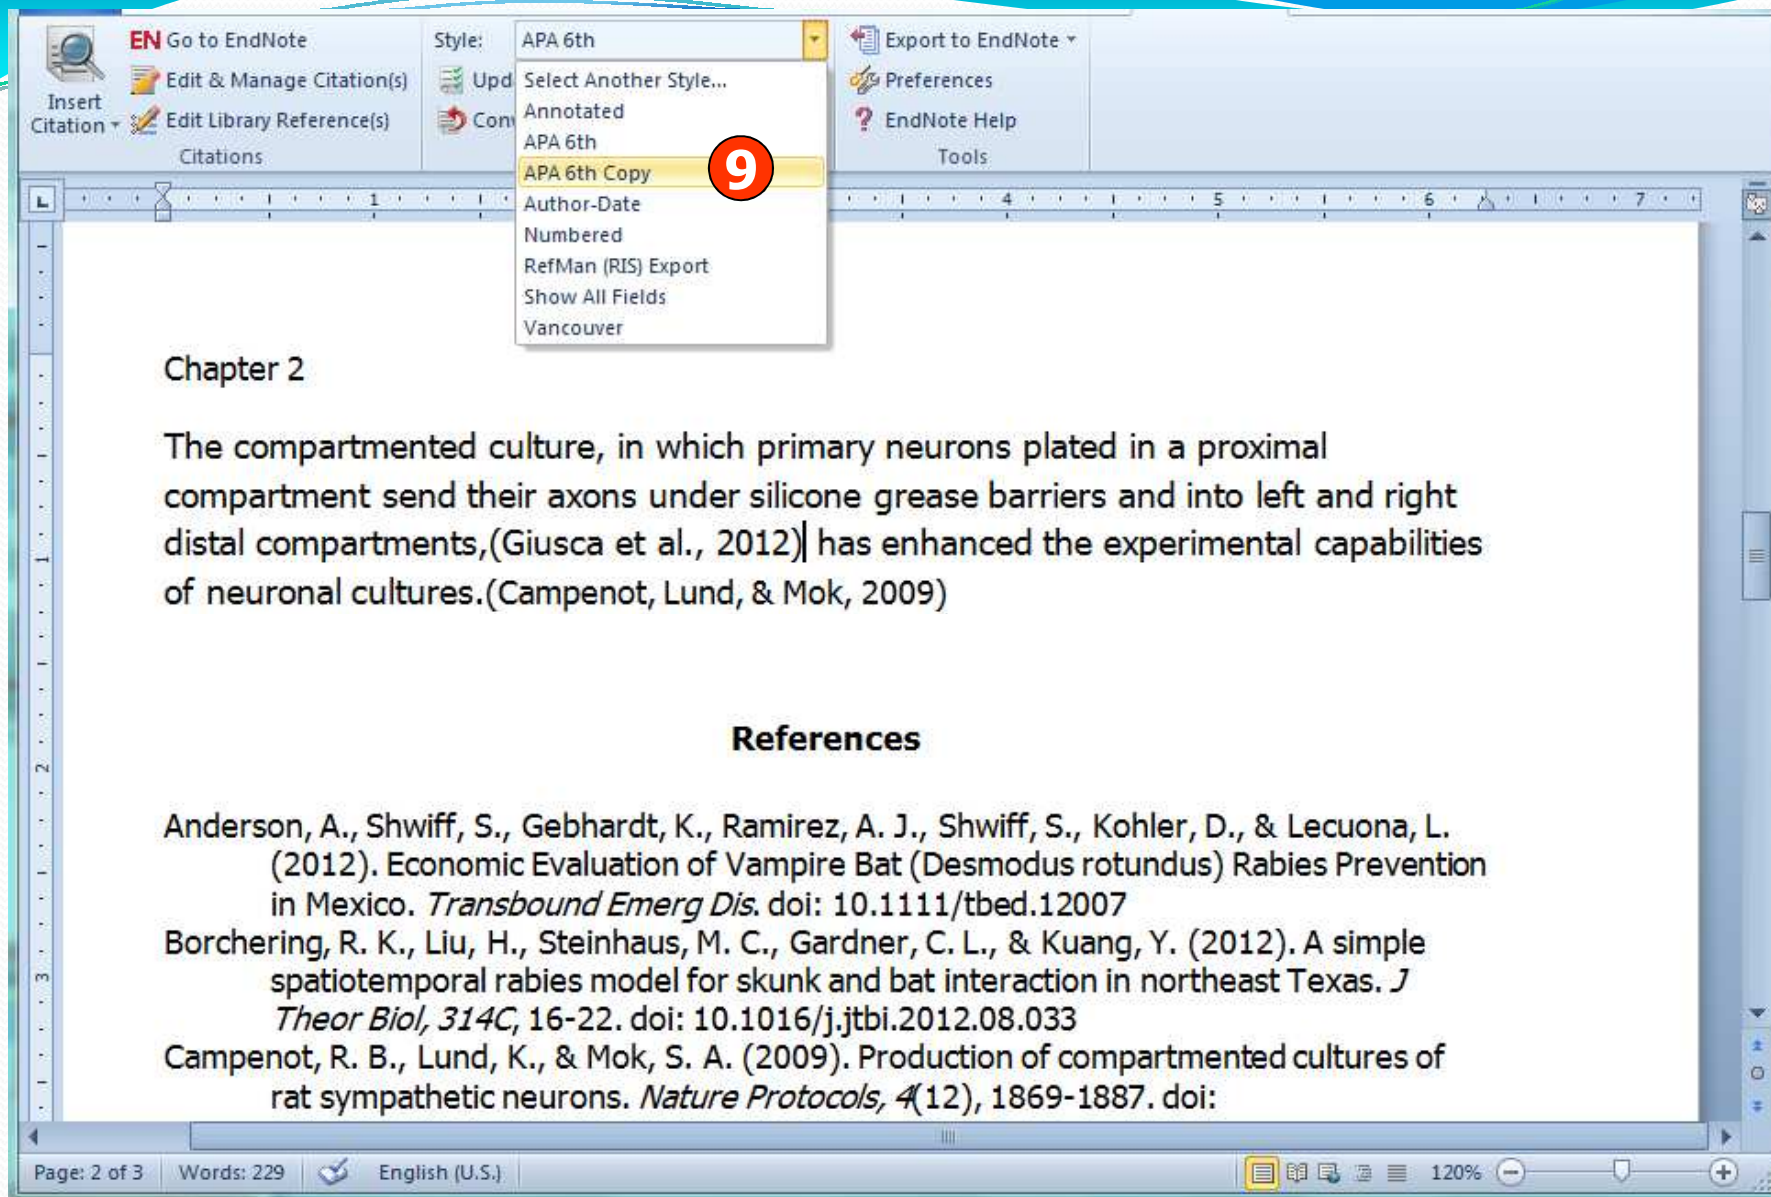 EN Go to EndNote
Edit & Manage Citation(s)
Insert
Citation
Edit Library Reference(s)
Citations
Style: APA 6th
Select Another Style...
Annotated
APA 6th
APA 6th Copy
9
Author-Date
Numbered
RefMan (RIS) Export
Show All Fields
Vancouver
Export to EndNote
Preferences
? EndNote Help
Tools
1 4 5 6 7
Chapter 2
The compartmented culture, in which primary neurons plated in a proximal
compartment send their axons under silicone grease barriers and into left and right
distal compartments,(Giusca et al., 2012) has enhanced the experimental capabilities
of neuronal cultures.(Campenot, Lund, & Mok, 2009)
References
Anderson, A., Shwiff, S., Gebhardt, K., Ramirez, A. J., Shwiff, S., Kohler, D., & Lecuona, L.
(2012). Economic Evaluation of Vampire Bat (Desmodus rotundus) Rabies Prevention
in Mexico. Transbound Emerg Dis. doi: 10.1111/tbed.12007
Borchering, R. K., Liu, H., Steinhaus, M. C., Gardner, C. L., & Kuang, Y. (2012). A simple
spatiotemporal rabies model for skunk and bat interaction in northeast Texas. J
Theor Biol, 314C, 16-22. doi: 10.1016/j.jtbi.2012.08.033
Campenot, R. B., Lund, K., & Mok, S. A. (2009). Production of compartmented cultures of
rat sympathetic neurons. Nature Protocols, 4(12), 1869-1887. doi:
1
2
3
Page: 2 of 3 Words: 229 English (U.S.) 120%